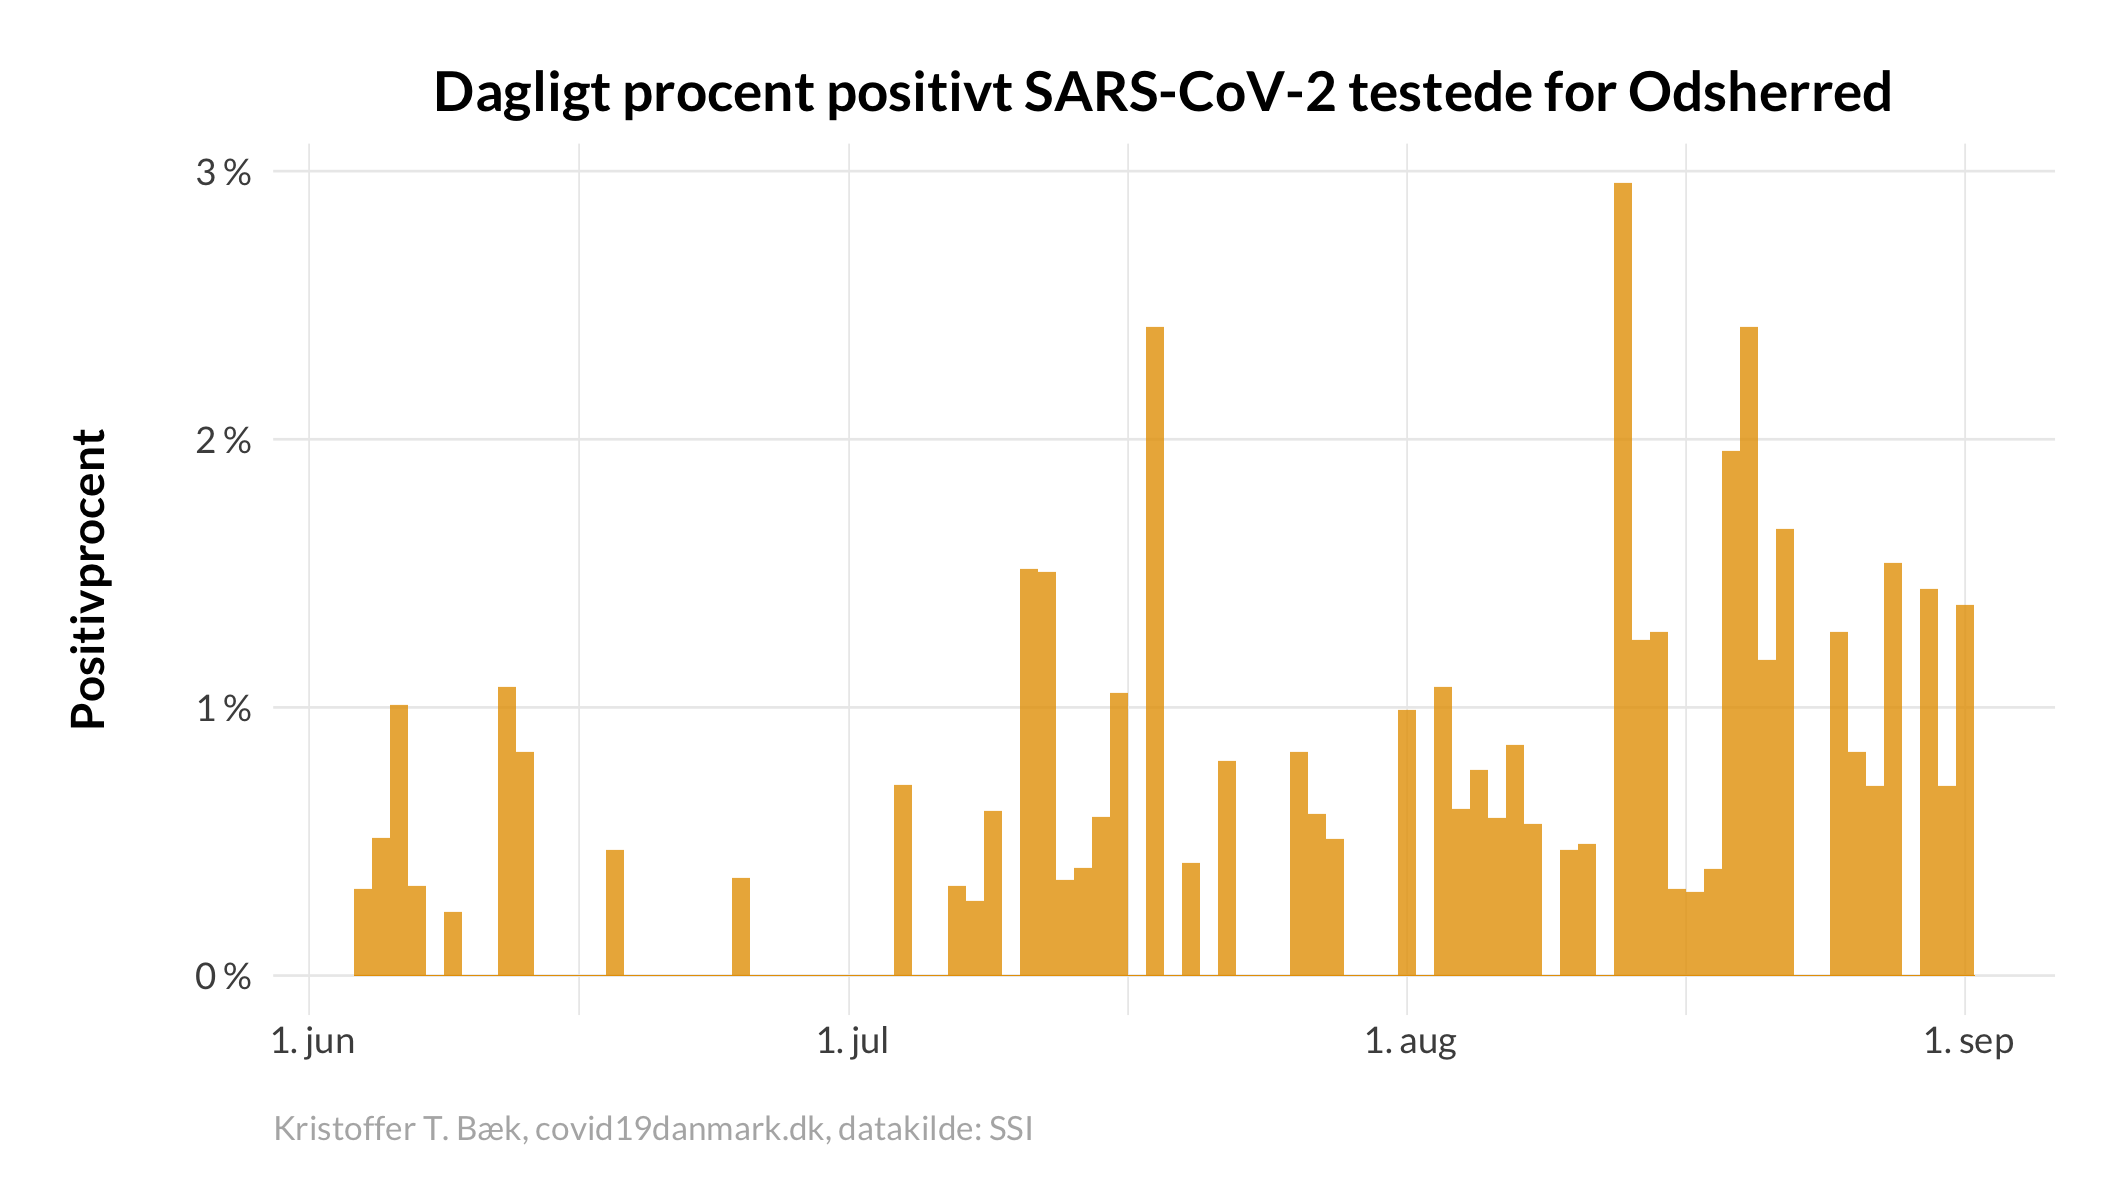 Dagligt procent positivt SARS-CoV-2 testede for Odsherred
Positivprocent
3 %
2 %
1 %
0 %
1. jun
1. jul
1. aug
1. sep
Kristoffer T. Bæk, covid19danmark.dk, datakilde: SSI